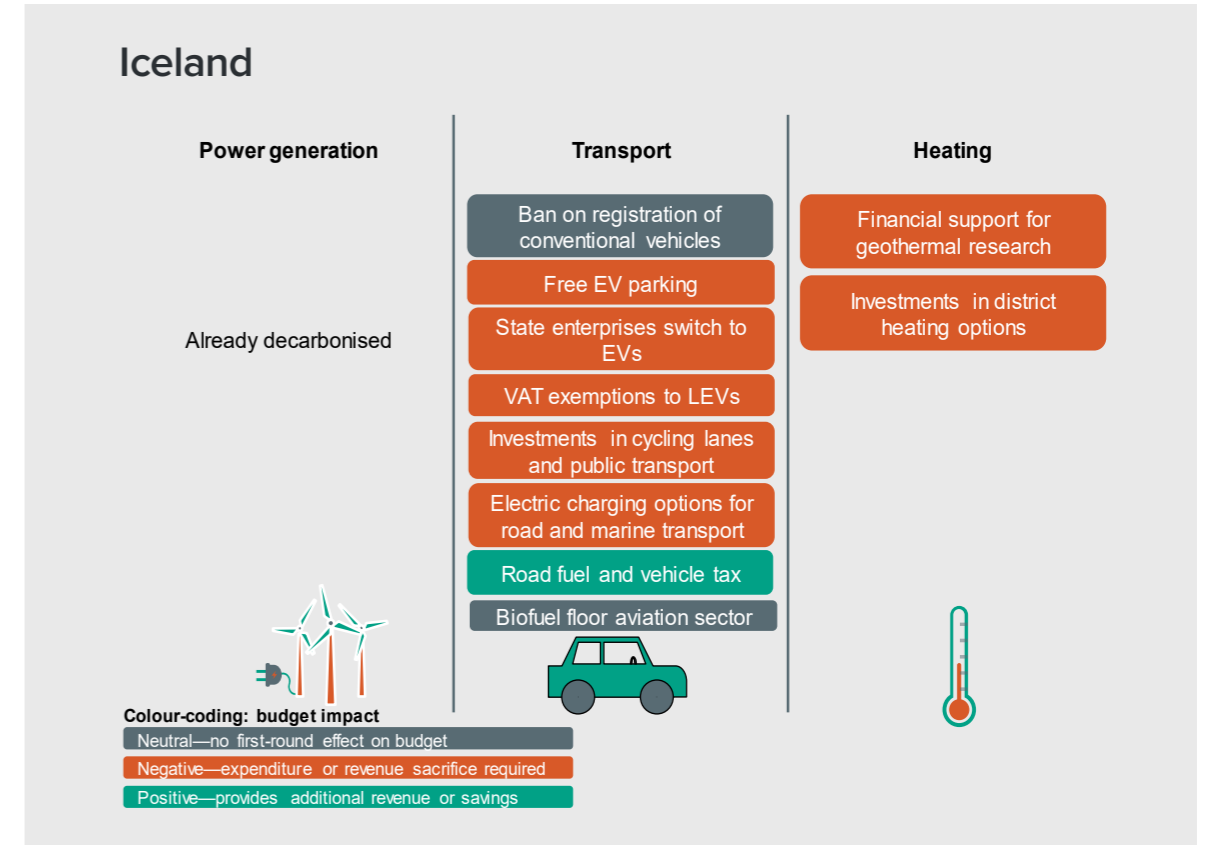 Iceland
Power generation
Already decarbonised
Transport
Ban on registration of
conventional vehicles
Free EV parking
State enterprises switch to
EVs
VAT exemptions to LEVs
Investments in cycling lanes
and public transport
Electric charging options for
road and marine transport
Road fuel and vehicle tax
Biofuel floor aviation sector
Heating
Financial support for
geothermal research
Investments in district
heating options
Colour-coding: budget impact
Neutral—no first-round effect on budget
Negative—expenditure or revenue sacrifice required
Positive—provides additional revenue or savings